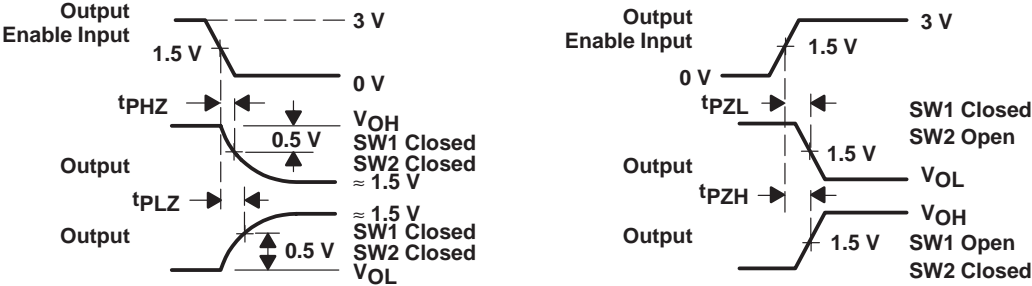 Output
Enable Input
3 V
1.5 V
0 V
tPHZ
VOH
0.5 V
SW1 Closed
SW2 Closed
Output
≈ 1.5 V
tPLZ
≈ 1.5 V
SW1 Closed
Output
0.5 V
SW2 Closed
VOL
Output
Enable Input
3 V
1.5 V
0 V
tPZL
SW1 Closed
SW2 Open
1.5 V
Output
VOL
tPZH
VOH
Output
1.5 V
SW1 Open
SW2 Closed